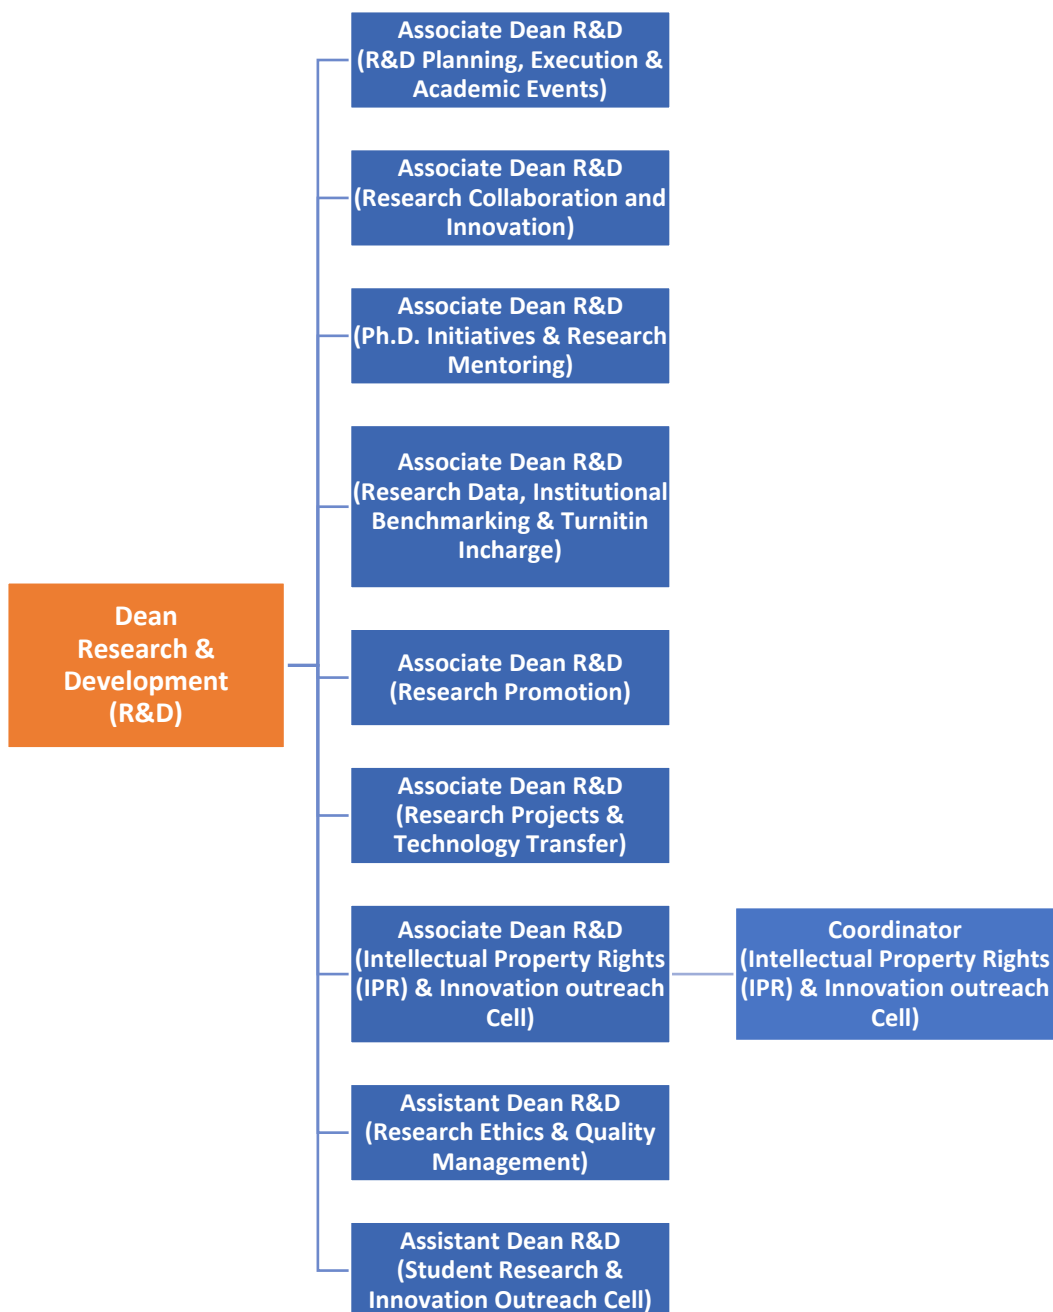 Associate Dean R&D
(R&D Planning, Execution &
Academic Events)
Associate Dean R&D
(Research Collaboration and
Innovation)
Associate Dean R&D
(Ph.D. Initiatives & Research
Mentoring)
Associate Dean R&D
(Research Data, Institutional
Benchmarking & Turnitin
Incharge)
Dean
Research &
Development
(R&D)
Associate Dean R&D
(Research Promotion)
Associate Dean R&D
(Research Projects &
Technology Transfer)
Associate Dean R&D
(Intellectual Property Rights
(IPR) & Innovation outreach
Cell)
Coordinator
(Intellectual Property Rights
(IPR) & Innovation outreach
Cell)
Assistant Dean R&D
(Research Ethics & Quality
Management)
Assistant Dean R&D
(Student Research &
Innovation Outreach Cell)